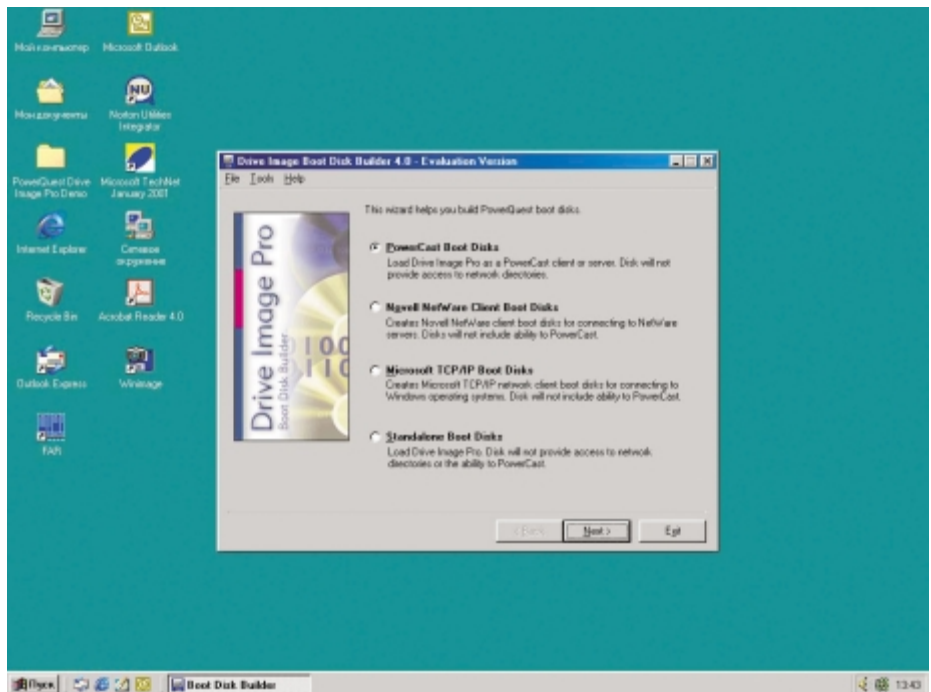 Мой компьютер
Microsoft Outlook
Мои документы
Norton Utilities
Integrator
PowerQuest Drive
Image Pro Demo
Microsoft TechNet
January 2001
Internet Explorer
Сетевое
окружение
Recycle Bin
Acrobat Reader 4.0
Outlook Express
Winimage
FAR
Drive Image Boot Disk Builder 4.0 - Evaluation Version
File Tools Help
Drive Image Pro
Boot Disk Builder
This wizard helps you build PowerQuest boot disks.
PowerCast Boot Disks
Load Drive Image Pro as a PowerCast client or server. Disk will not
provide access to network directories.
Novell NetWare Client Boot Disks
Creates Novell NetWare client boot disks for connecting to NetWare
servers. Disks will not include ability to PowerCast.
Microsoft TCP/IP Boot Disks
Creates Microsoft TCP/IP network client boot disks for connecting to
Windows operating systems. Disk will not include ability to PowerCast.
Standalone Boot Disks
Load Drive Image Pro. Disk will not provide access to network
directories or the ability to PowerCast.
< Back
Next >
Exit
Пуск
Boot Disk Builder
13:43